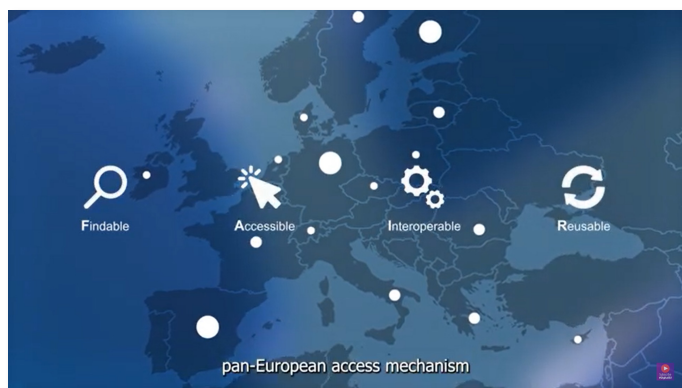 Findable
Accessible
Interoperable
Reusable
pan-European access mechanism